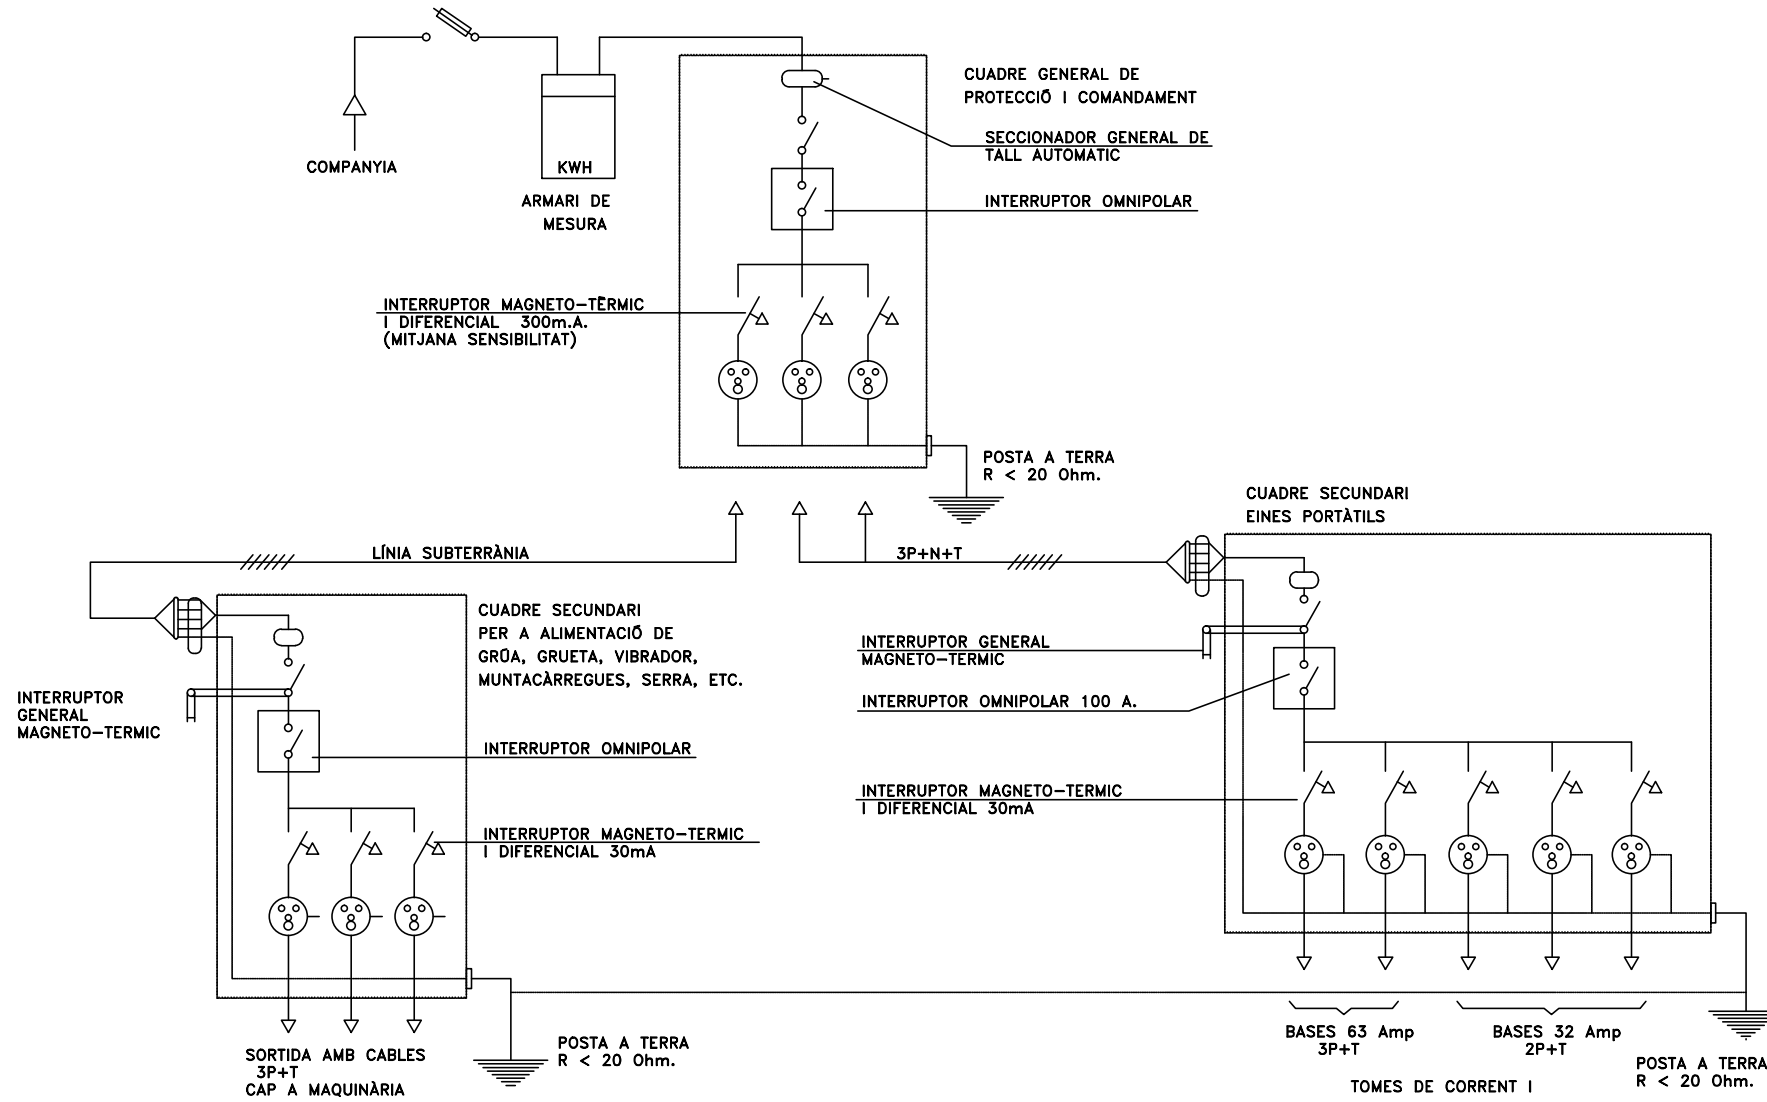 COMPANYIA
KWH
ARMARI DE
MESURA
CUADRE GENERAL DE
PROTECCIÓ I COMANDAMENT
SECCIONADOR GENERAL DE
TALL AUTOMATIC
INTERRUPTOR OMNIPOLAR
INTERRUPTOR MAGNETO-TÈRMIC
I DIFERENCIAL 300m.A.
(MITJANA SENSIBILITAT)
POSTA A TERRA
R < 20 Ohm.
LÍNIA SUBTERRÀNIA
3P+N+T
CUADRE SECUNDARI
EINES PORTÀTILS
CUADRE SECUNDARI
PER A ALIMENTACIÓ DE
GRÚA, GRUETA, VIBRADOR,
MUNTACÀRREGUES, SERRA, ETC.
INTERRUPTOR
GENERAL
MAGNETO-TERMIC
INTERRUPTOR OMNIPOLAR
INTERRUPTOR MAGNETO-TERMIC
I DIFERENCIAL 30mA
INTERRUPTOR GENERAL
MAGNETO-TERMIC
INTERRUPTOR OMNIPOLAR 100 A.
INTERRUPTOR MAGNETO-TERMIC
I DIFERENCIAL 30mA
SORTIDA AMB CABLES
3P+T
CAP A MAQUINÀRIA
POSTA A TERRA
R < 20 Ohm.
BASES 63 Amp
3P+T
BASES 32 Amp
2P+T
TOMES DE CORRENT I
POSTA A TERRA
R < 20 Ohm.